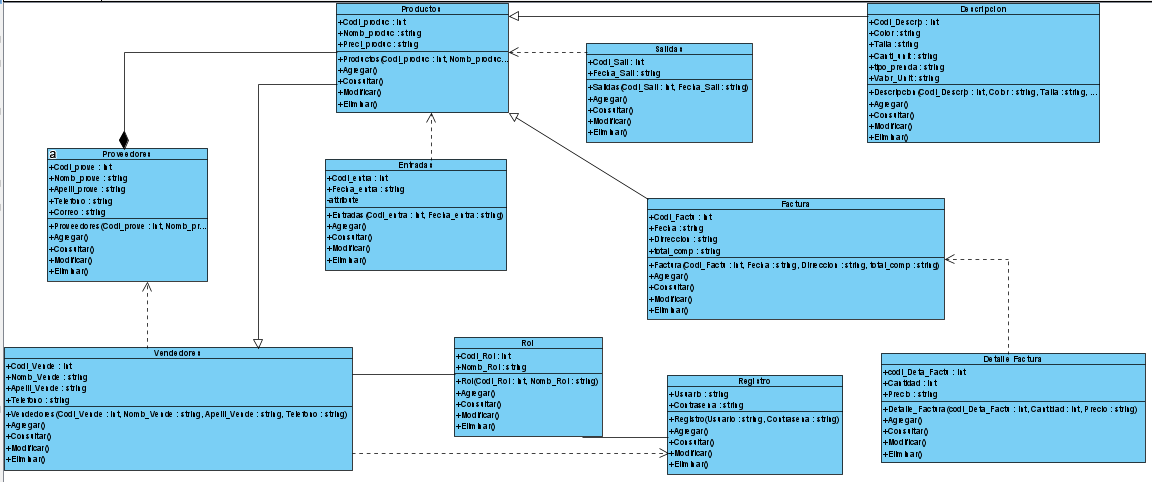 Productos
+Codi_produc : int
+Nomb_produc : string
+Preci_produc : string
+Productos(Codi_produc : int, Nomb_produc...
+Agregar()
+Consultar()
+Modificar()
+Eliminar()
Descripcion
+Codi_Descrip : int
+Color : string
+Talla : string
+Canti_unit : string
+tipo_prenda : string
+Valor_Unit : string
+Descripcion(Codi_Descrip : int, Color : string, Talla : string, ...
+Agregar()
+Consultar()
+Modificar()
+Eliminar()
Salidas
+Codi_Sali : int
+Fecha_Sali : string
+Salidas(Codi_Sali : int, Fecha_Sali : string)
+Agregar()
+Consultar()
+Modificar()
+Eliminar()
a
Proveedores
+Codi_prove : int
+Nomb_prove : string
+Apelli_prove : string
+Telefono : string
+Correo : string
+Proveedores(Codi_prove : int, Nomb_pr...
+Agregar()
+Consultar()
+Modificar()
+Eliminar()
Entradas
+Codi_entra : int
+Fecha_entra : string
-attribute
+Entradas(Codi_entra : int, Fecha_entra : string)
+Agregar()
+Consultar()
+Modificar()
+Eliminar()
Factura
+Codi_Factu : int
+Fecha : string
+Direccion : string
+total_comp : string
+Factura(Codi_Factu : int, Fecha : string, Direccion : string, total_comp : string)
+Agregar()
+Consultar()
+Modificar()
+Eliminar()
Vendedores
+Codi_Vende : int
+Nomb_Vende : string
+Apelli_Vende : string
+Telefono : string
+Vendedores(Codi_Vende : int, Nomb_Vende : string, Apelli_Vende : string, Telefono : string)
+Agregar()
+Consultar()
+Modificar()
+Eliminar()
Rol
+Codi_Rol : int
+Nomb_Rol : string
+Rol(Codi_Rol : int, Nomb_Rol : string)
+Agregar()
+Consultar()
+Modificar()
+Eliminar()
Registro
+Usuario : string
+Contrasena : string
+Registro(Usuario : string, Contrasena : string)
+Agregar()
+Consultar()
+Modificar()
+Eliminar()
Detalle_Factura
+codi_Deta_Factu : int
+Cantidad : int
+Precio : string
+Detalle_Factura(codi_Deta_Factu : int, Cantidad : int, Precio : string)
+Agregar()
+Consultar()
+Modificar()
+Eliminar()